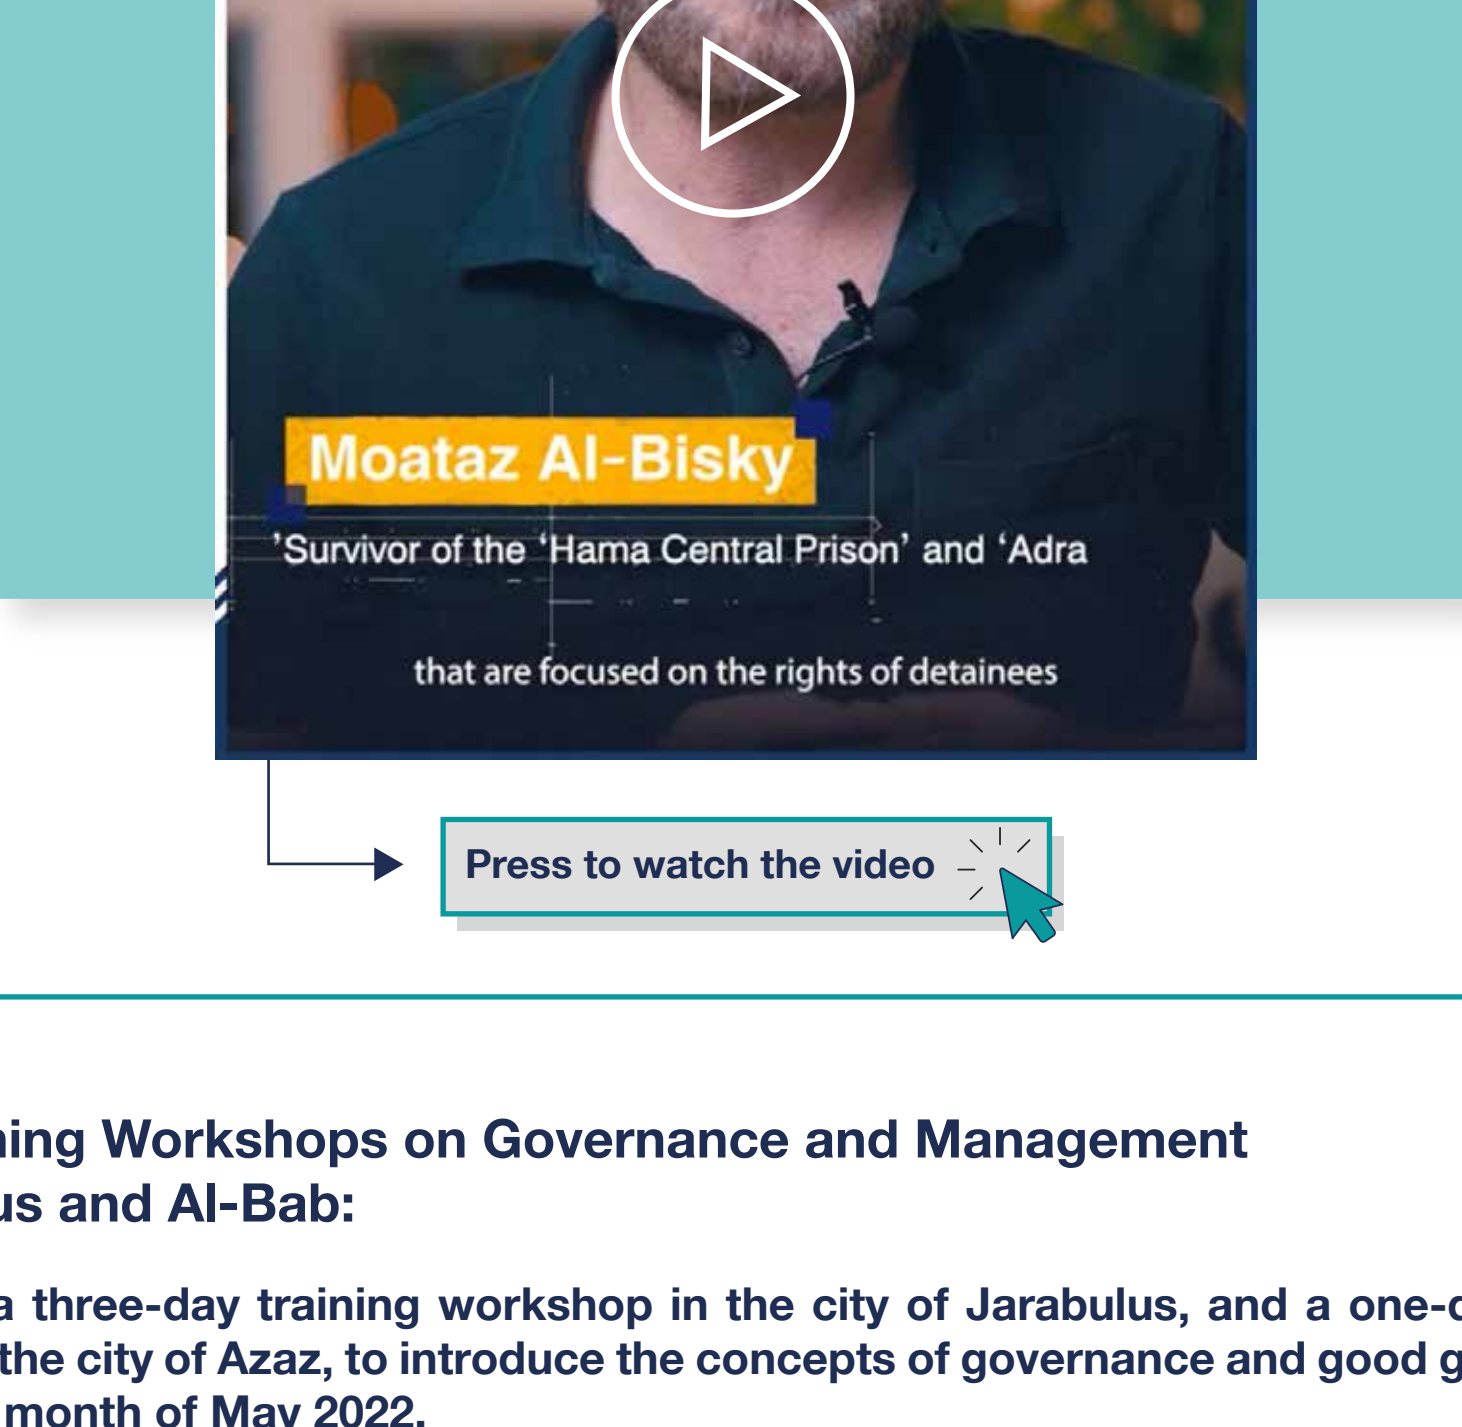 Moataz Al-Bisky
’Survivor of the ‘Hama Central Prison’ and ‘Adra
that are focused on the rights of detainees
Press to watch the video
ning Workshops on Governance and Management
us and Al-Bab:
a three-day training workshop in the city of Jarabulus, and a one-d
the city of Azaz, to introduce the concepts of governance and good g
month of May 2022.